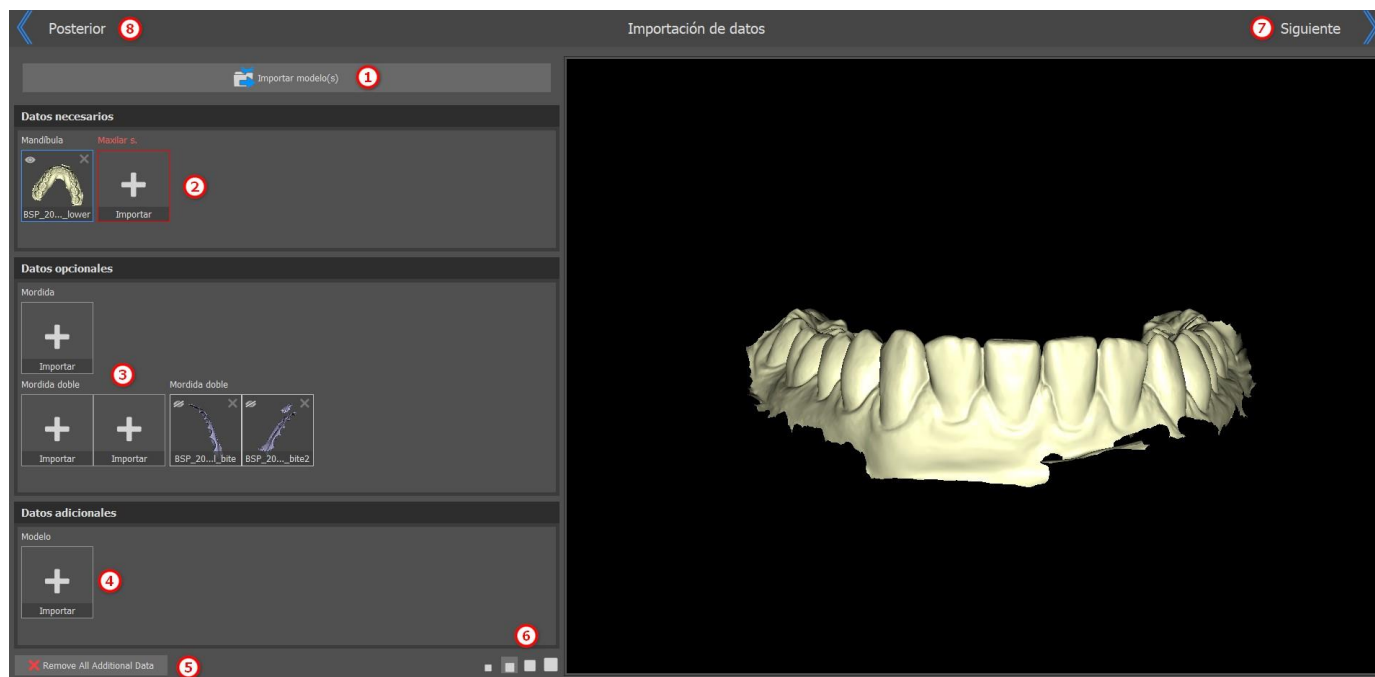 Posterior 8
Importación de datos
7 Siguiente
Importar modelo(s) 1
Datos necesarios
Mandíbula Maxilar s.
2
BSP_20..._lower Importar
Datos opcionales
Mordida
Importar
3
Mordida doble Mordida doble
Importar Importar BSP_20...l_bite BSP_20..._bite2
Datos adicionales
Modelo
4
Importar
6
Remove All Additional Data 5